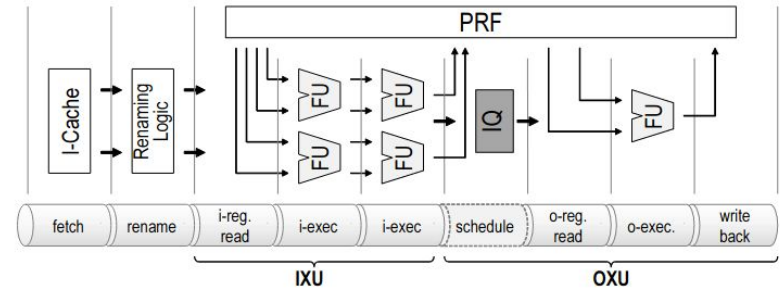 PRF
I-Cache
Renaming
Logic
FU
FU
FU
FU
IQ
FU
fetch
rename
i-reg.
read
i-exec
i-exec
schedule
o-reg.
read
o-exec.
write
back
IXU
OXU